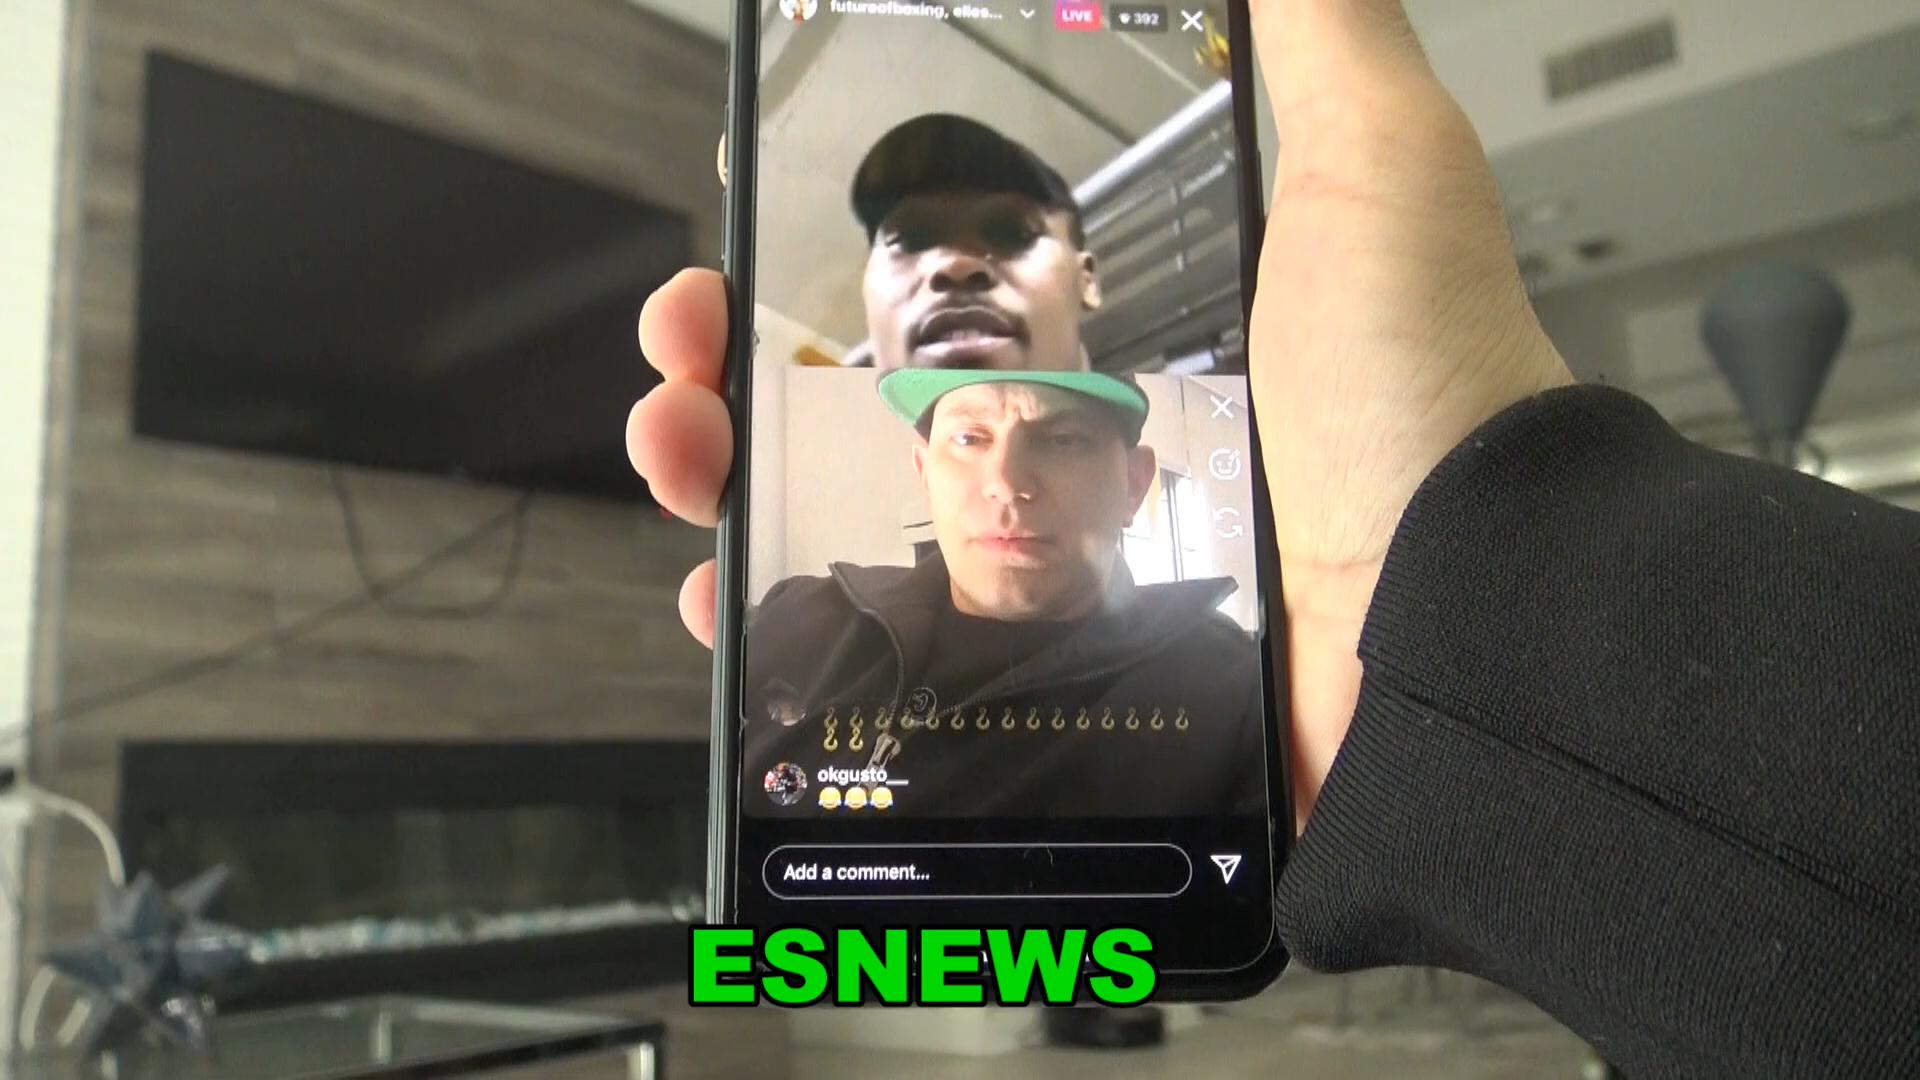 futureofboxing, elles... LIVE 392
okgusto__
😂😂😂
Add a comment...
ESNEWS